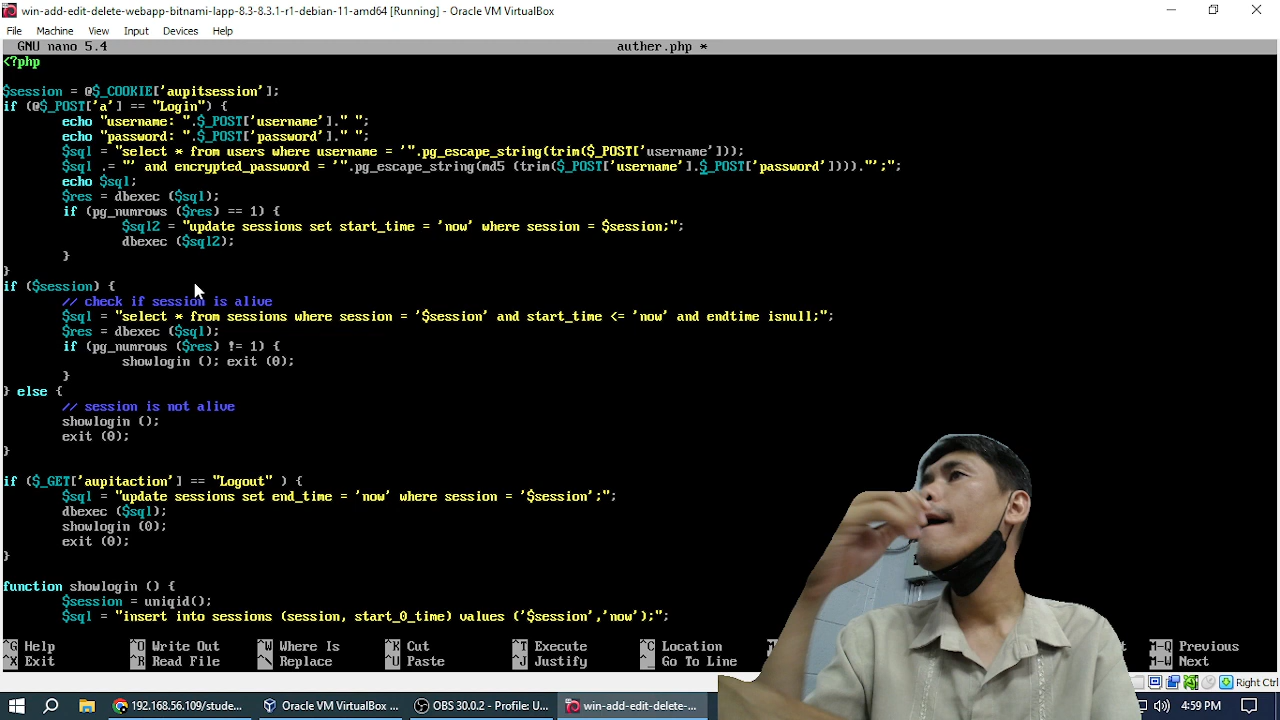 win-add-edit-delete-webapp-bitnami-lapp-8.3-8.3.1-r1-debian-11-amd64 [Running] - Oracle VM VirtualBox
File Machine View Input Devices Help
GNU nano 5.4 auther.php *
<?php
$session = @$_COOKIE['aupitsession'];
if (@$_POST['a'] == "Login") {
echo "username: ".$_POST['username']." ";
echo "password: ".$_POST['password']." ";
$sql = "select * from users where username = '".pg_escape_string(trim($_POST['username']));
$sql .= "' and encrypted_password = '".pg_escape_string(md5 (trim($_POST['username'].$_POST['password'])))."';";
echo $sql;
$res = dbexec ($sql);
if (pg_numrows ($res) == 1) {
$sql2 = "update sessions set start_time = 'now' where session = $session;";
dbexec ($sql2);
}
}
if ($session) {
// check if session is alive
$sql = "select * from sessions where session = '$session' and start_time <= 'now' and endtime isnull;";
$res = dbexec ($sql);
if (pg_numrows ($res) != 1) {
showlogin (); exit (0);
}
} else {
// session is not alive
showlogin ();
exit (0);
}
if ($_GET['aupitaction'] == "Logout" ) {
$sql = "update sessions set end_time = 'now' where session = '$session';";
dbexec ($sql);
showlogin (0);
exit (0);
}
function showlogin () {
$session = uniqid();
$sql = "insert into sessions (session, start_0_time) values ('$session','now');";
^G Help ^O Write Out ^W Where Is ^K Cut ^T Execute ^C Location M-Q Previous
^X Exit ^R Read File ^\ Replace ^U Paste ^J Justify ^_ Go To Line M-W Next
Right Ctrl
192.168.56.109/stude... Oracle VM VirtualBox ... OBS 30.0.2 - Profile: U... win-add-edit-delete-... 4:59 PM